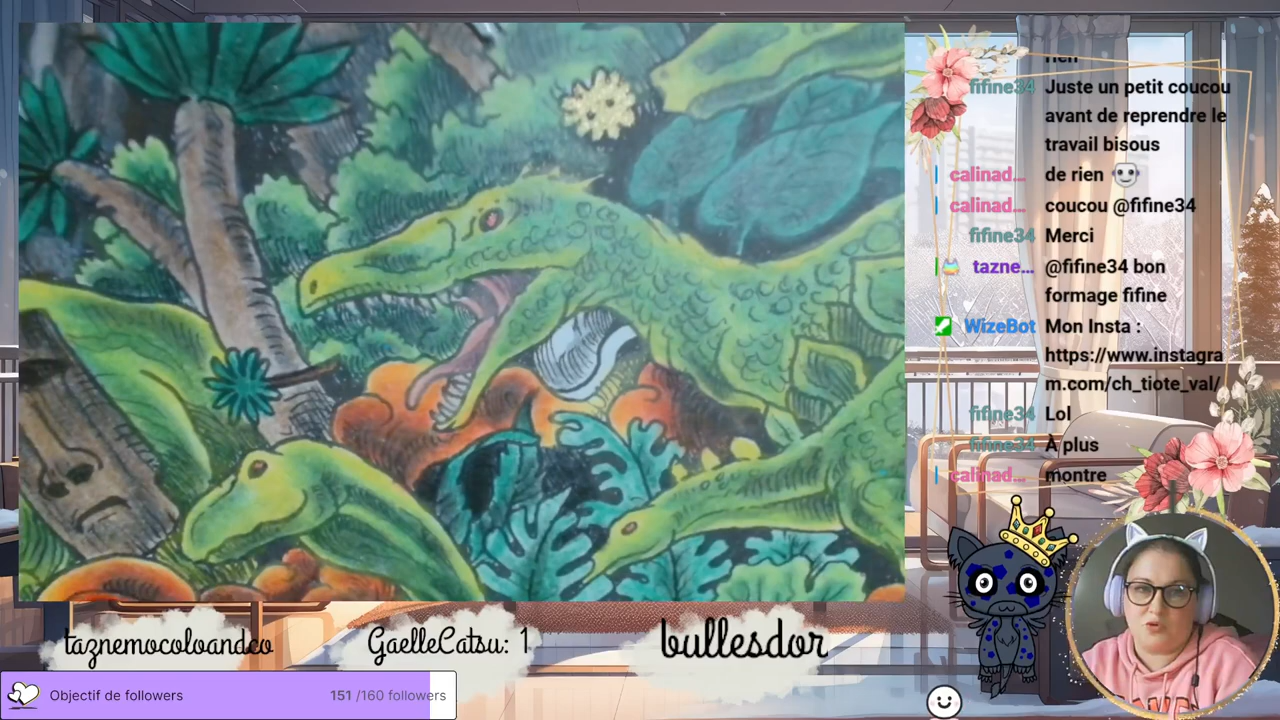 rien
fifine34 Juste un petit coucou
avant de reprendre le
travail bisous
calinad... de rien
calinad... coucou @fifine34
fifine34 Merci
tazne... @fifine34 bon
formage fifine
WizeBot Mon Insta :
https://www.instagra
m.com/ch_tiote_val/
fifine34 Lol
fifine34 À plus
calinad... montre
taznemocoloandco
GaelleCatsu: 1
bullesdor
Objectif de followers 151 /160 followers